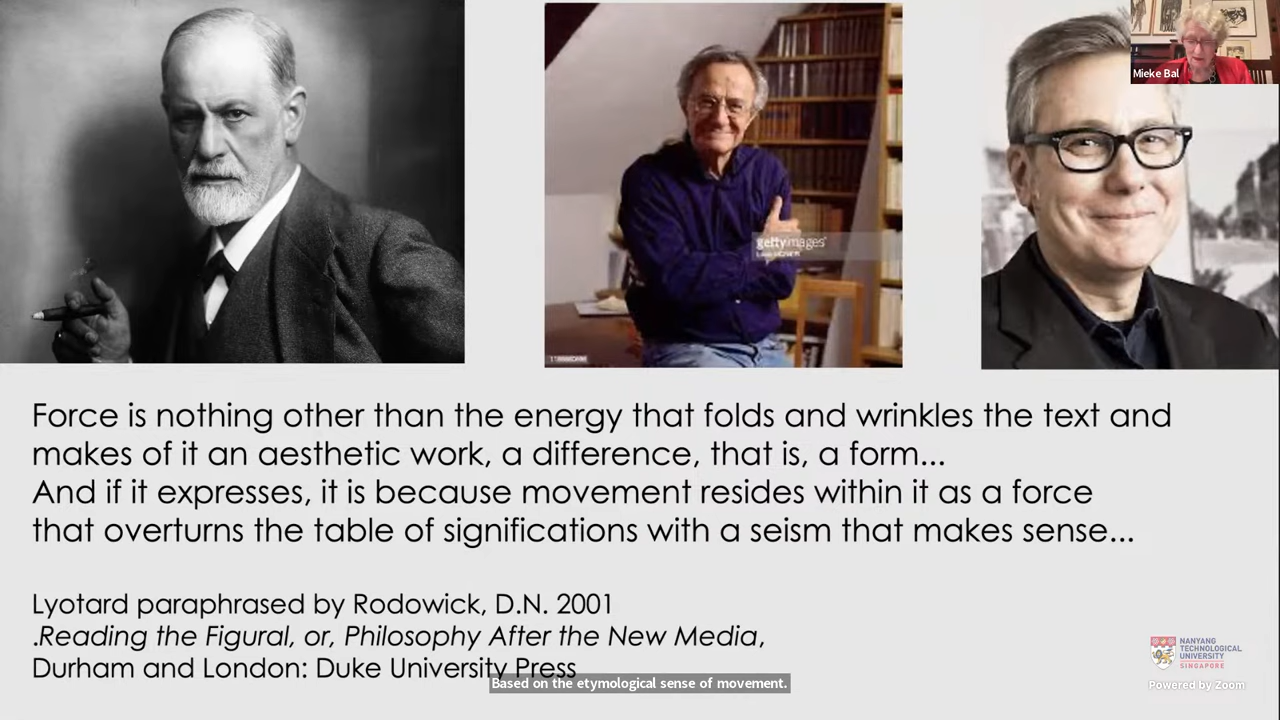 Mieke Bal
gettyimages
Force is nothing other than the energy that folds and wrinkles the text and
makes of it an aesthetic work, a difference, that is, a form...
And if it expresses, it is because movement resides within it as a force
that overturns the table of significations with a seism that makes sense...
Lyotard paraphrased by Rodowick, D.N. 2001
.Reading the Figural, or, Philosophy After the New Media,
Durham and London: Duke University Press
Based on the etymological sense of movement.
NANYANG
TECHNOLOGICAL
UNIVERSITY
SINGAPORE
Powered by Zoom